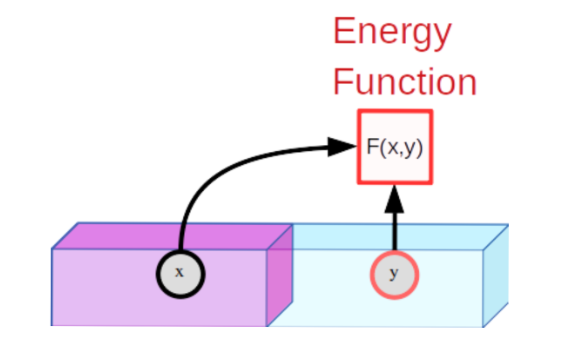 Energy
Function
F(x,y)
x
y